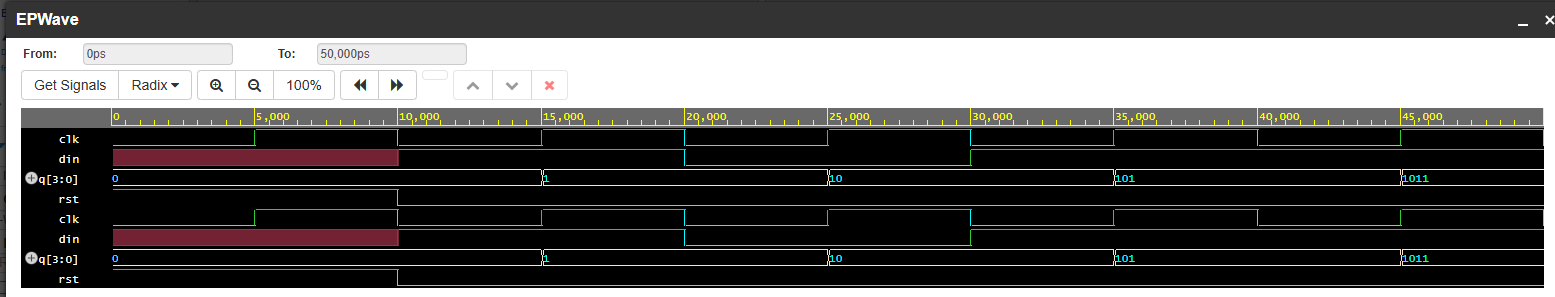 EPWave
From: 0ps To: 50,000ps
Get Signals Radix 100%
0 5,000 10,000 15,000 20,000 25,000 30,000 35,000 40,000 45,000
clk
din
q[3:0] 0 1 10 101 1011
rst
clk
din
q[3:0] 0 1 10 101 1011
rst